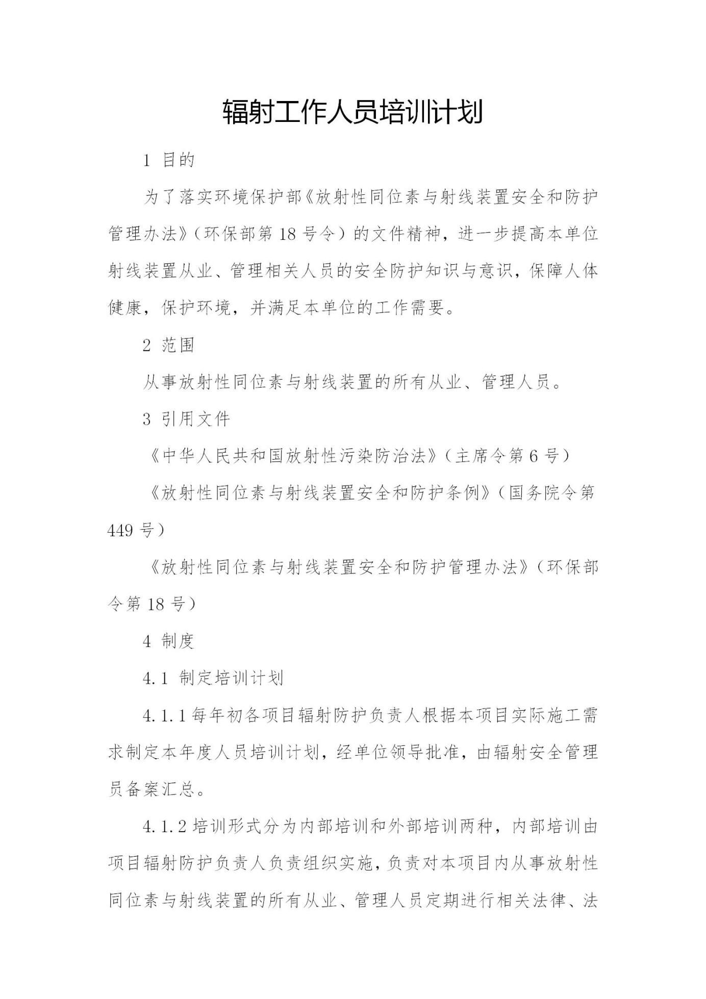 辐射工作人员培训计划
1 目的
为了落实环境保护部《放射性同位素与射线装置安全和防护
管理办法》（环保部第 18 号令）的文件精神，进一步提高本单位
射线装置从业、管理相关人员的安全防护知识与意识，保障人体
健康，保护环境，并满足本单位的工作需要。
2 范围
从事放射性同位素与射线装置的所有从业、管理人员。
3 引用文件
《中华人民共和国放射性污染防治法》（主席令第 6 号）
《放射性同位素与射线装置安全和防护条例》（国务院令第
449 号）
《放射性同位素与射线装置安全和防护管理办法》（环保部
令第 18 号）
4 制度
4.1 制定培训计划
4.1.1 每年初各项目辐射防护负责人根据本项目实际施工需
求制定本年度人员培训计划，经单位领导批准，由辐射安全管理
员备案汇总。
4.1.2 培训形式分为内部培训和外部培训两种，内部培训由
项目辐射防护负责人负责组织实施，负责对本项目内从事放射性
同位素与射线装置的所有从业、管理人员定期进行相关法律、法